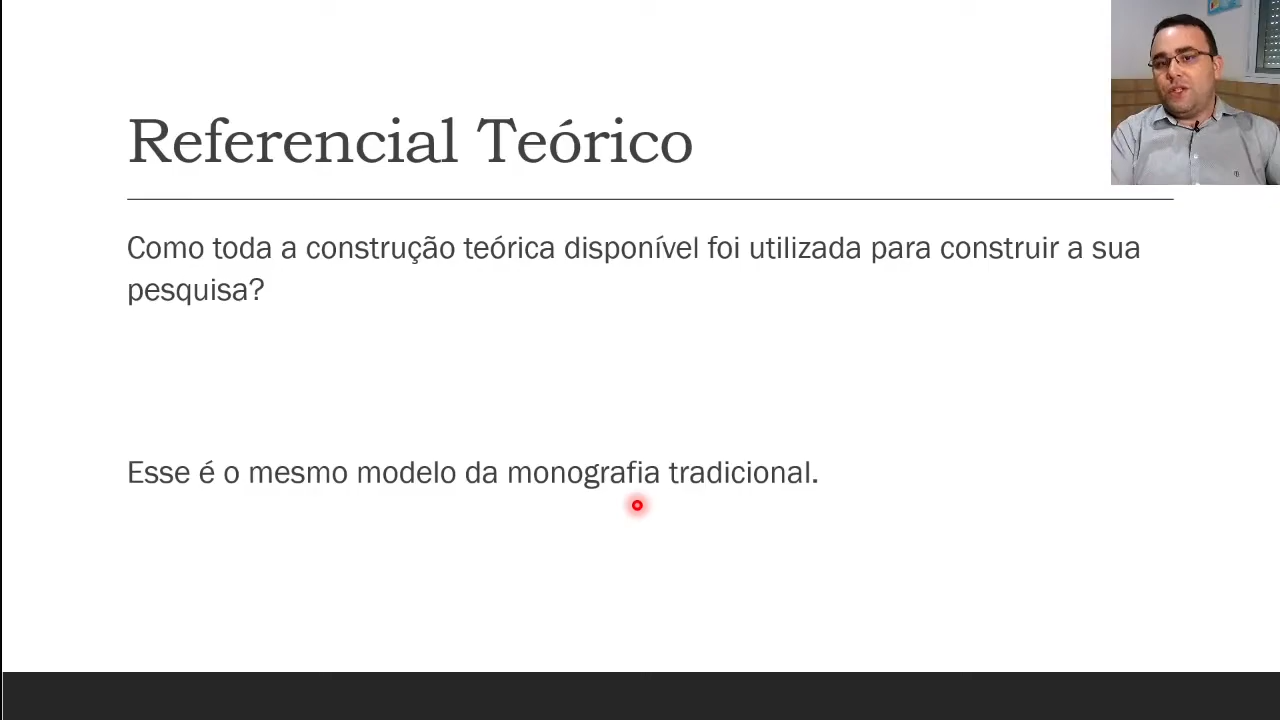 Referencial Teórico
Como toda a construção teórica disponível foi utilizada para construir a sua
pesquisa?
Esse é o mesmo modelo da monografia tradicional.